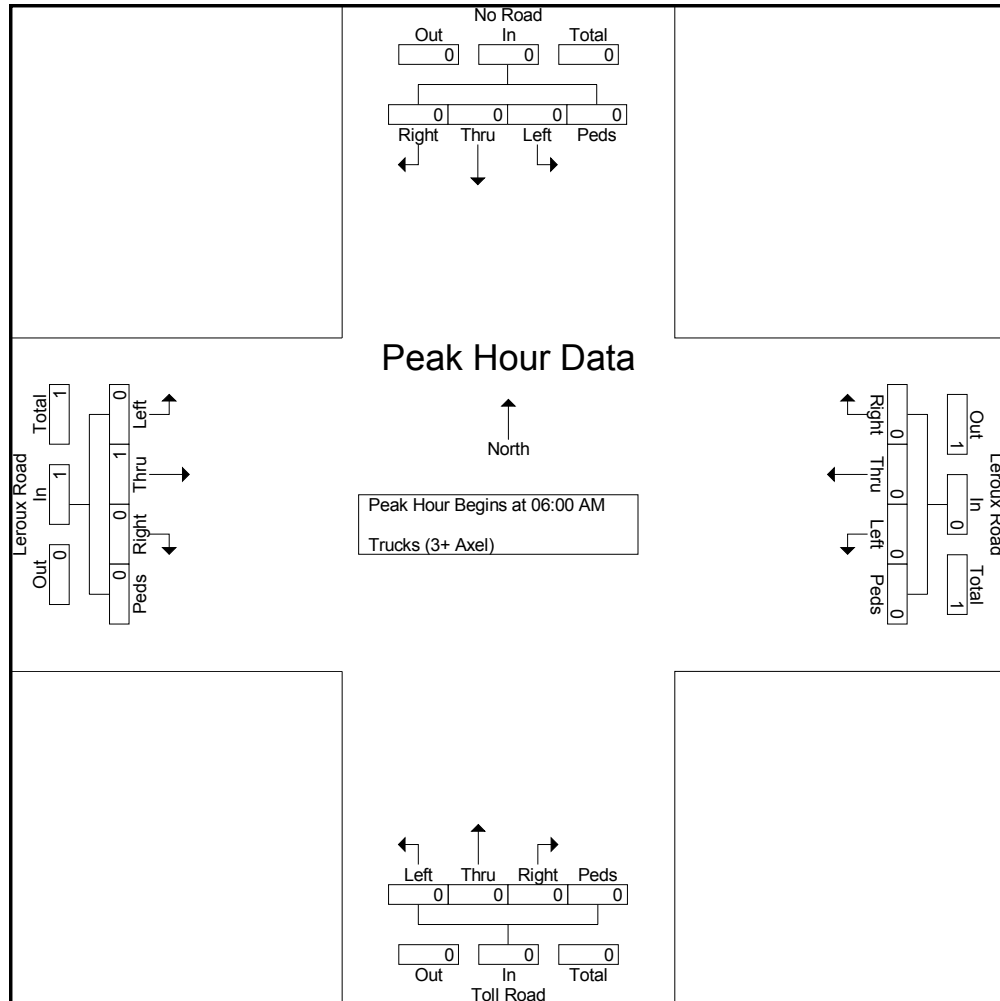 No Road
Out In Total
0 0 0
0 0 0 0
Right Thru Left Peds
Peak Hour Data
North
Peak Hour Begins at 06:00 AM
Trucks (3+ Axel)
Leroux Road
Total In Out
1 1 0
0 1 0 0
Left Thru Right Peds
Right Thru Left Peds
0 0 0 0
Out In Total
1 0 1
Leroux Road
Left Thru Right Peds
0 0 0 0
0 0 0
Out In Total
Toll Road